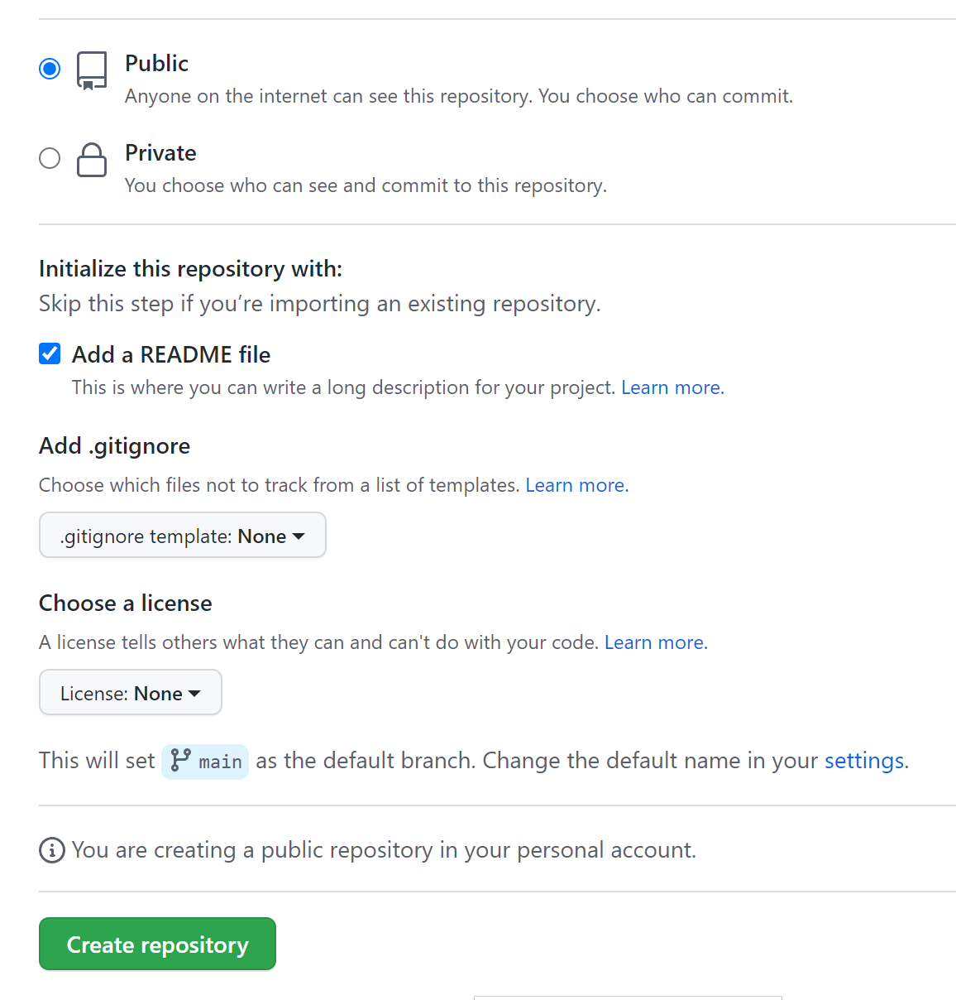 Public
Anyone on the internet can see this repository. You choose who can commit.
Private
You choose who can see and commit to this repository.
Initialize this repository with:
Skip this step if you’re importing an existing repository.
Add a README file
This is where you can write a long description for your project. Learn more.
Add .gitignore
Choose which files not to track from a list of templates. Learn more.
.gitignore template: None
Choose a license
A license tells others what they can and can't do with your code. Learn more.
License: None
This will set main as the default branch. Change the default name in your settings.
You are creating a public repository in your personal account.
Create repository